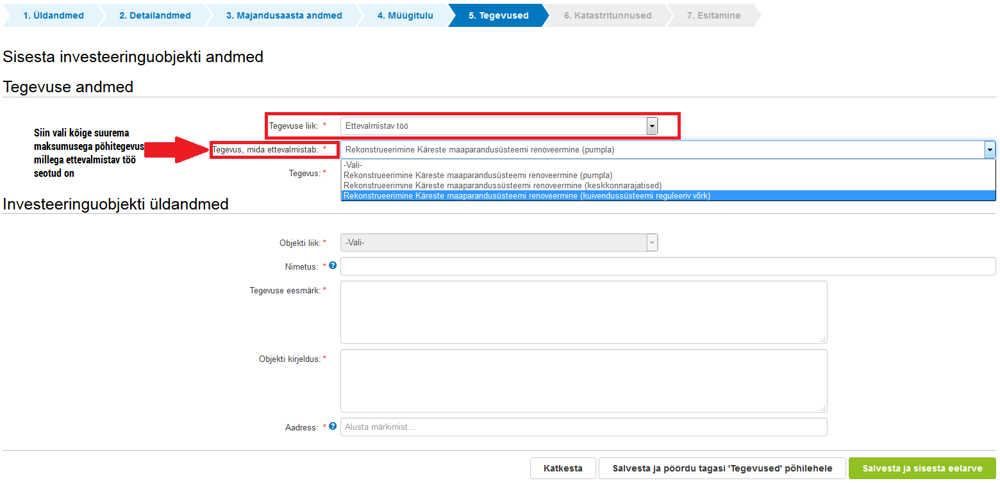 1. Üldandmed
2. Detailandmed
3. Majandusaasta andmed
4. Müügitulu
5. Tegevused
6. Katastritunnused
7. Esitamine
Sisesta investeeringuobjekti andmed
Tegevuse andmed
Siin vali kõige suurema
maksumusega põhitegevus
millega ettevalmistav töö
seotud on
Tegevuse liik: *
Ettevalmistav töö
Tegevus, mida ettevalmistab: *
Rekonstrueerimine Käreste maaparandusüsteemi renoveermine (pumpla)
Tegevus: *
-Vali-
Rekonstrueerimine Käreste maaparandusüsteemi renoveermine (pumpla)
Rekonstrueerimine Käreste maaparandussüsteemi renoveermine (keskkonnarajatised)
Rekonstrueerimine Käreste maaparandusüsteemi renoveermine (kuivendussüsteemi reguleeriv võrk)
Investeeringuobjekti üldandmed
Objekti liik: *
-Vali-
Nimetus: * ?
Tegevuse eesmärk: *
Objekti kirjeldus: *
Aadress: * ?
Alusta märkimist...
Katkesta
Salvesta ja pöördu tagasi 'Tegevused' põhilehele
Salvesta ja sisesta eelarve